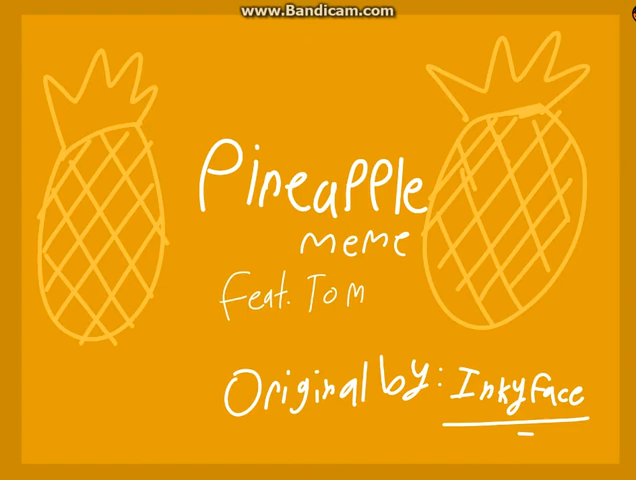 www.Bandicam.com
Pineapple
meme
feat. Tom
Original by: Inkyface